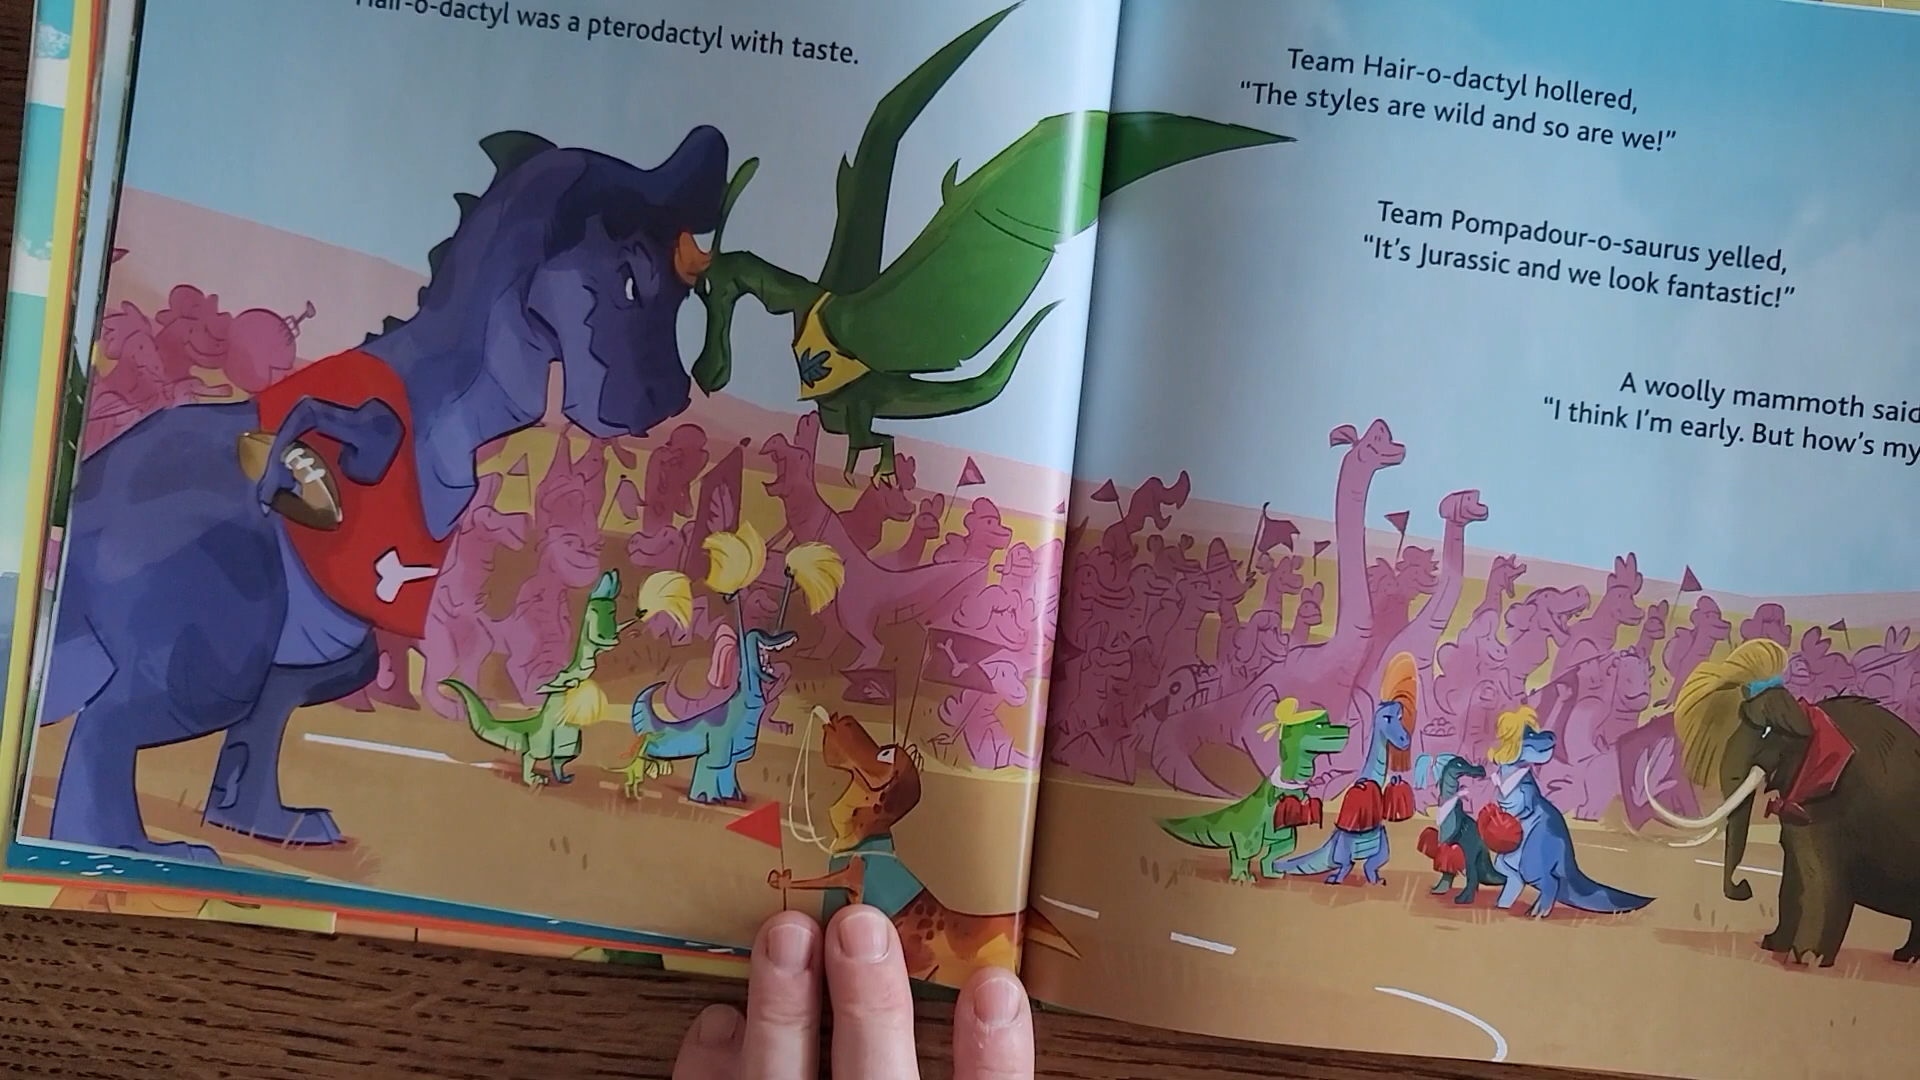 Hair-o-dactyl was a pterodactyl with taste.
Team Hair-o-dactyl hollered,
"The styles are wild and so are we!"
Team Pompadour-o-saurus yelled,
"It's Jurassic and we look fantastic!"
A woolly mammoth said
"I think I'm early. But how's my